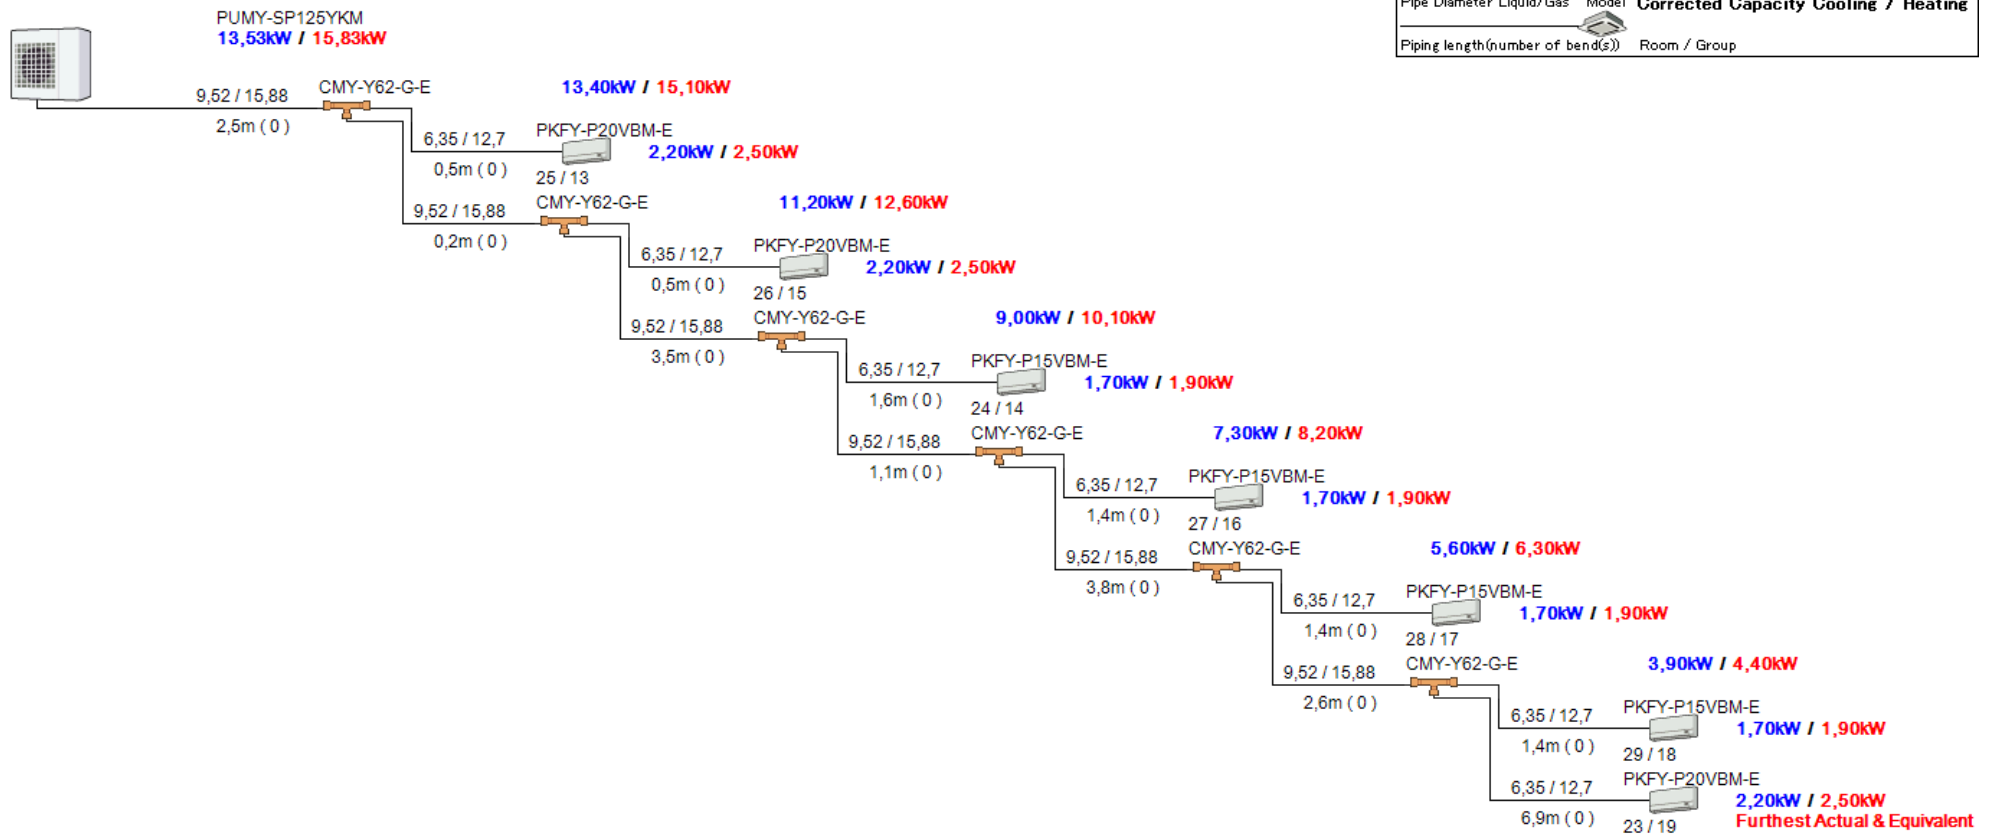 Pipe Diameter Liquid/Gas Model Corrected Capacity Cooling / Heating
Piping length(number of bend(s)) Room / Group
PUMY-SP125YKM
13,53kW / 15,83kW
9,52 / 15,88
2,5m ( 0 )
CMY-Y62-G-E
13,40kW / 15,10kW
6,35 / 12,7
0,5m ( 0 )
PKFY-P20VBM-E
2,20kW / 2,50kW
25 / 13
9,52 / 15,88
0,2m ( 0 )
CMY-Y62-G-E
11,20kW / 12,60kW
6,35 / 12,7
0,5m ( 0 )
PKFY-P20VBM-E
2,20kW / 2,50kW
26 / 15
9,52 / 15,88
3,5m ( 0 )
CMY-Y62-G-E
9,00kW / 10,10kW
6,35 / 12,7
1,6m ( 0 )
PKFY-P15VBM-E
1,70kW / 1,90kW
24 / 14
9,52 / 15,88
1,1m ( 0 )
CMY-Y62-G-E
7,30kW / 8,20kW
6,35 / 12,7
1,4m ( 0 )
PKFY-P15VBM-E
1,70kW / 1,90kW
27 / 16
9,52 / 15,88
3,8m ( 0 )
CMY-Y62-G-E
5,60kW / 6,30kW
6,35 / 12,7
1,4m ( 0 )
PKFY-P15VBM-E
1,70kW / 1,90kW
28 / 17
9,52 / 15,88
2,6m ( 0 )
CMY-Y62-G-E
3,90kW / 4,40kW
6,35 / 12,7
1,4m ( 0 )
PKFY-P15VBM-E
1,70kW / 1,90kW
29 / 18
6,35 / 12,7
6,9m ( 0 )
PKFY-P20VBM-E
2,20kW / 2,50kW
Furthest Actual & Equivalent
23 / 19